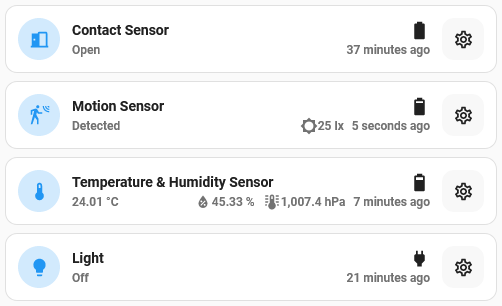 Contact Sensor
Open 37 minutes ago
Motion Sensor
Detected 25 lx 5 seconds ago
Temperature & Humidity Sensor
24.01 °C 45.33 % 1,007.4 hPa 7 minutes ago
Light
Off 21 minutes ago